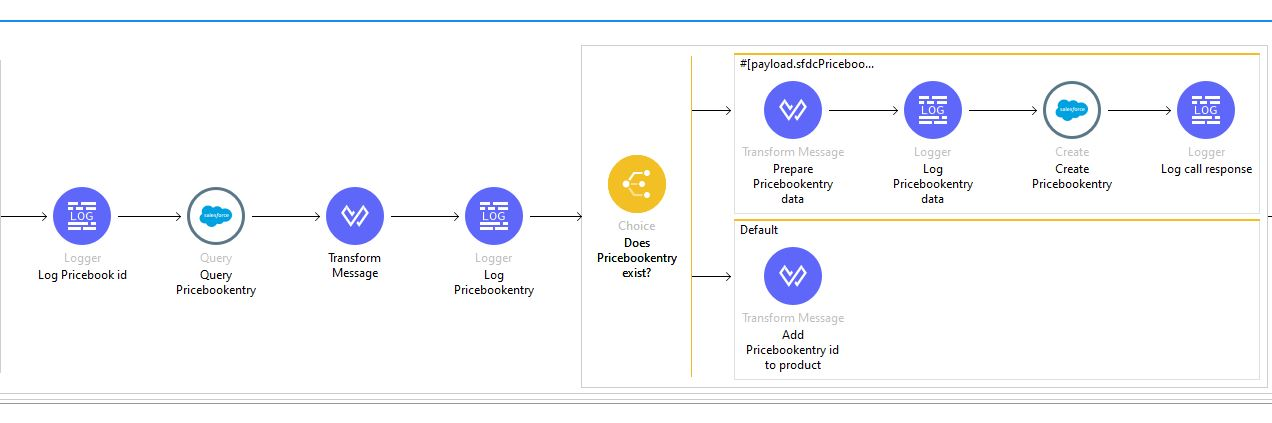 #[payload.sfdcPriceboo...
LOG
salesforce
LOG
Transform Message
Prepare
Pricebookentry
data
Logger
Log
Pricebookentry
data
Create
Create
Pricebookentry
Logger
Log call response
LOG
salesforce
LOG
Logger
Log Pricebook id
Query
Query
Pricebookentry
Transform
Message
Logger
Log
Pricebookentry
Choice
Does
Pricebookentry
exist?
Default
Transform Message
Add
Pricebookentry id
to product